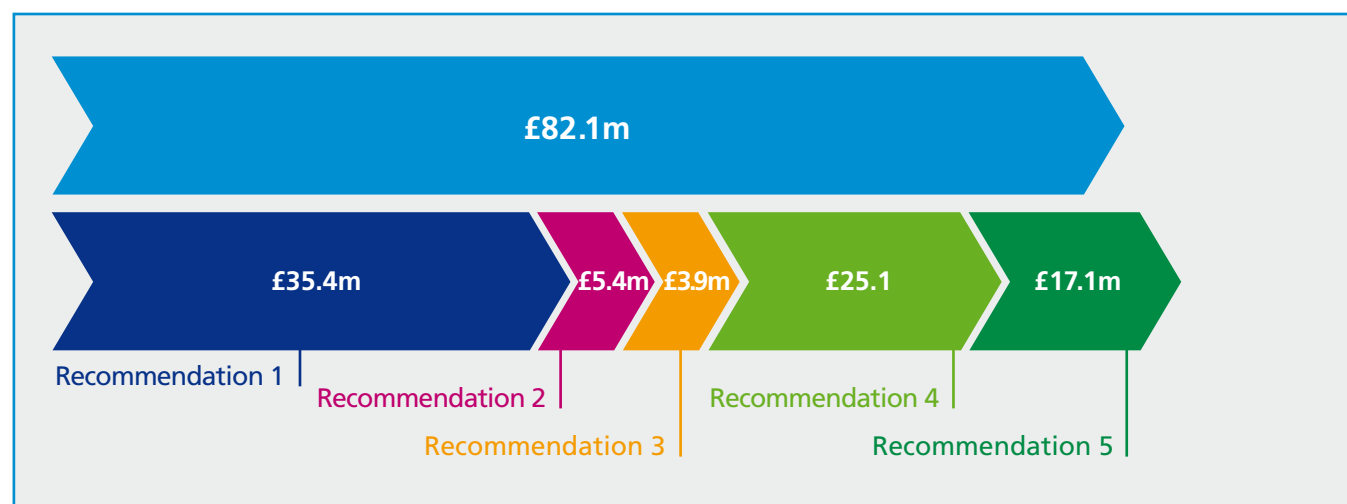 £82.1m
£35.4m £5.4m £3.9m £25.1 £17.1m
Recommendation 1
Recommendation 2
Recommendation 3
Recommendation 4
Recommendation 5